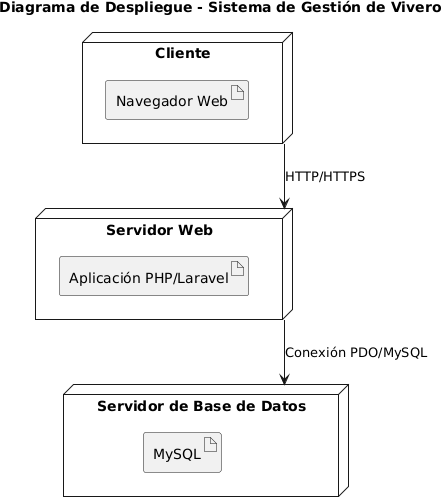 Diagrama de Despliegue - Sistema de Gestión de Vivero
Cliente
Navegador Web
HTTP/HTTPS
Servidor Web
Aplicación PHP/Laravel
Conexión PDO/MySQL
Servidor de Base de Datos
MySQL